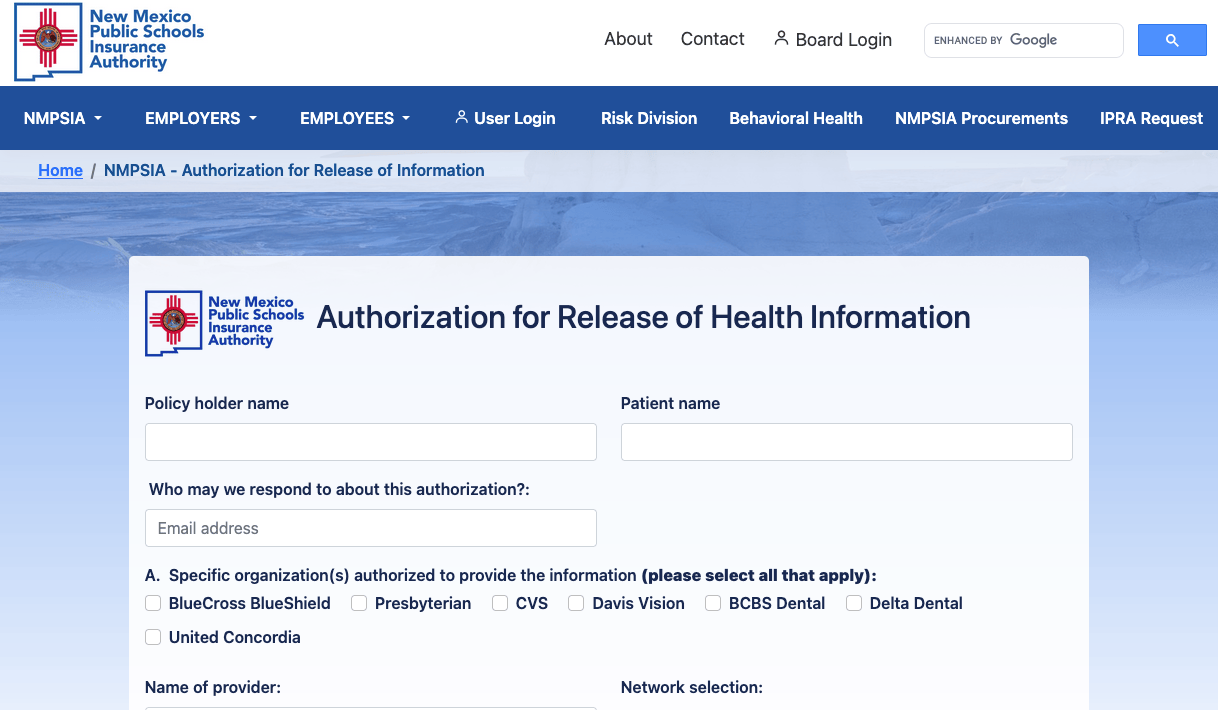 New Mexico
Public Schools
Insurance
Authority
About Contact Board Login ENHANCED BY Google
NMPSIA EMPLOYERS EMPLOYEES User Login Risk Division Behavioral Health NMPSIA Procurements IPRA Request
Home / NMPSIA - Authorization for Release of Information
New Mexico
Public Schools
Insurance
Authority
Authorization for Release of Health Information
Policy holder name Patient name
Who may we respond to about this authorization?:
Email address
A. Specific organization(s) authorized to provide the information (please select all that apply):
BlueCross BlueShield Presbyterian CVS Davis Vision BCBS Dental Delta Dental
United Concordia
Name of provider: Network selection: